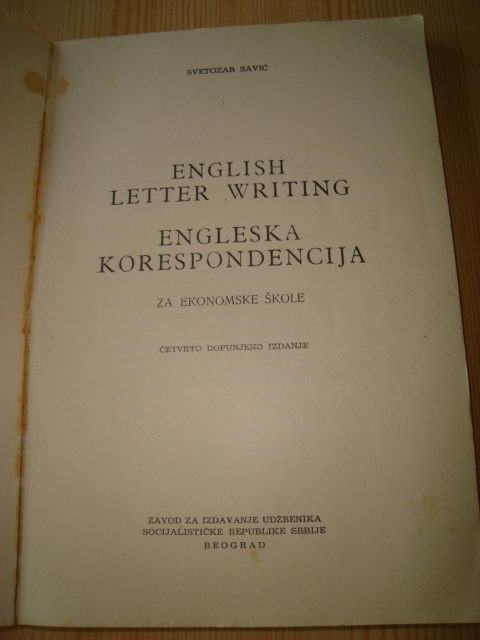 SVETOZAR SAVIĆ
ENGLISH
LETTER WRITING
ENGLESKA
KORESPONDENCIJA
ZA EKONOMSKE ŠKOLE
ČETVRTO DOPUNJENO IZDANJE
ZAVOD ZA IZDAVANJE UDŽBENIKA
SOCIJALISTIČKE REPUBLIKE SRBIJE
BEOGRAD